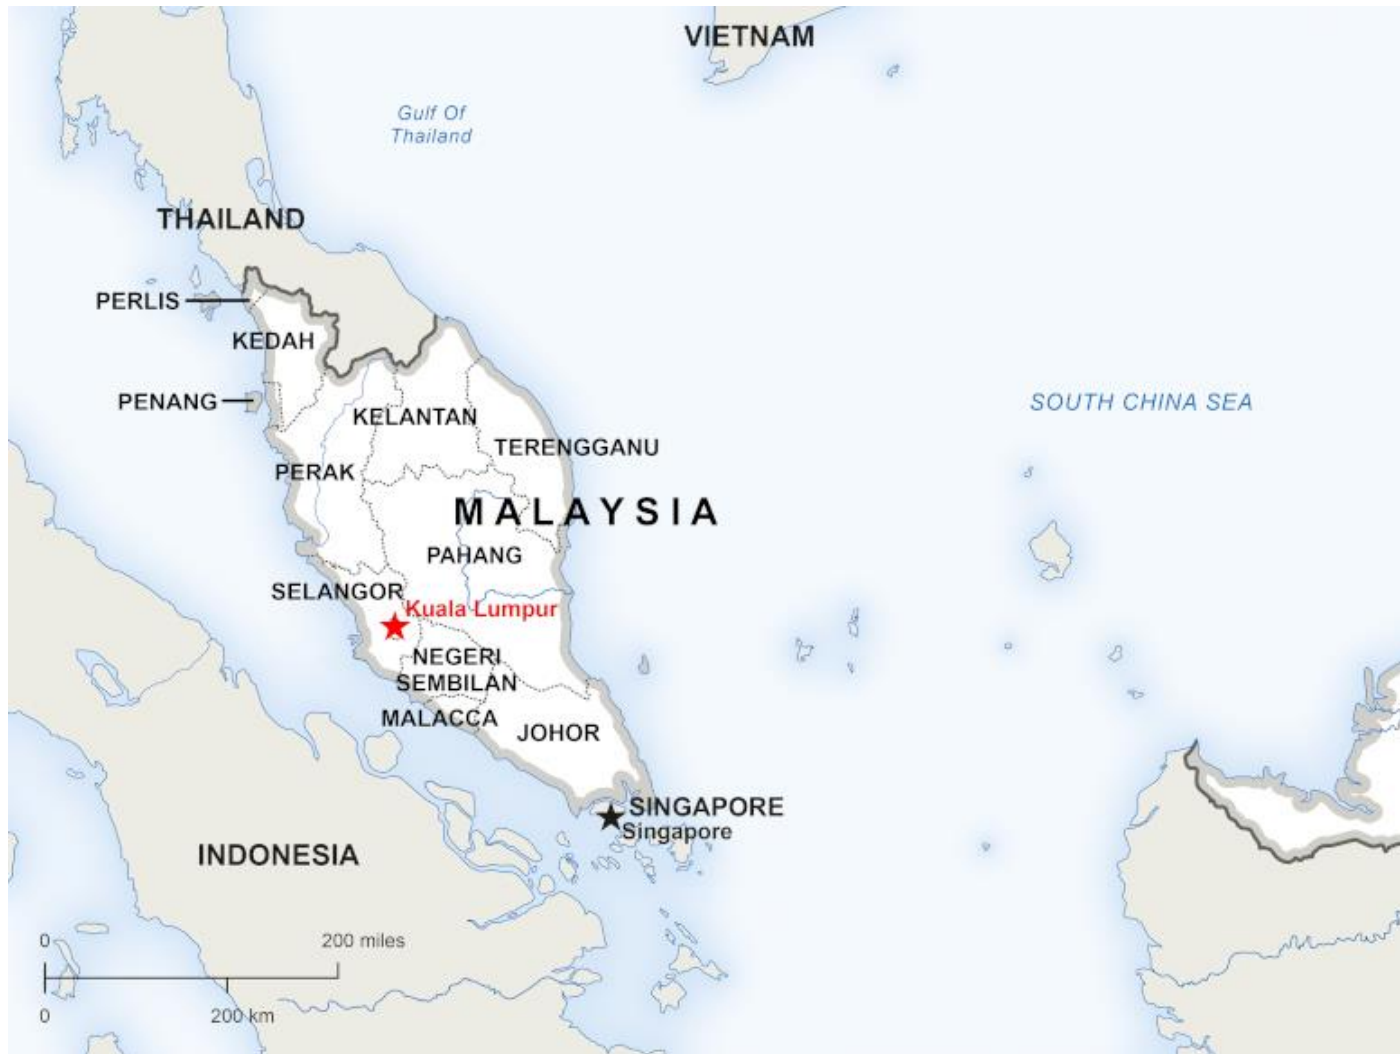 VIETNAM
Gulf Of
Thailand
THAILAND
PERLIS
KEDAH
PENANG
SOUTH CHINA SEA
KELANTAN
TERENGGANU
PERAK
MALAYSIA
PAHANG
SELANGOR
Kuala Lumpur
NEGERI
SEMBILAN
MALACCA
JOHOR
SINGAPORE
Singapore
INDONESIA
0
200 miles
0
200 km